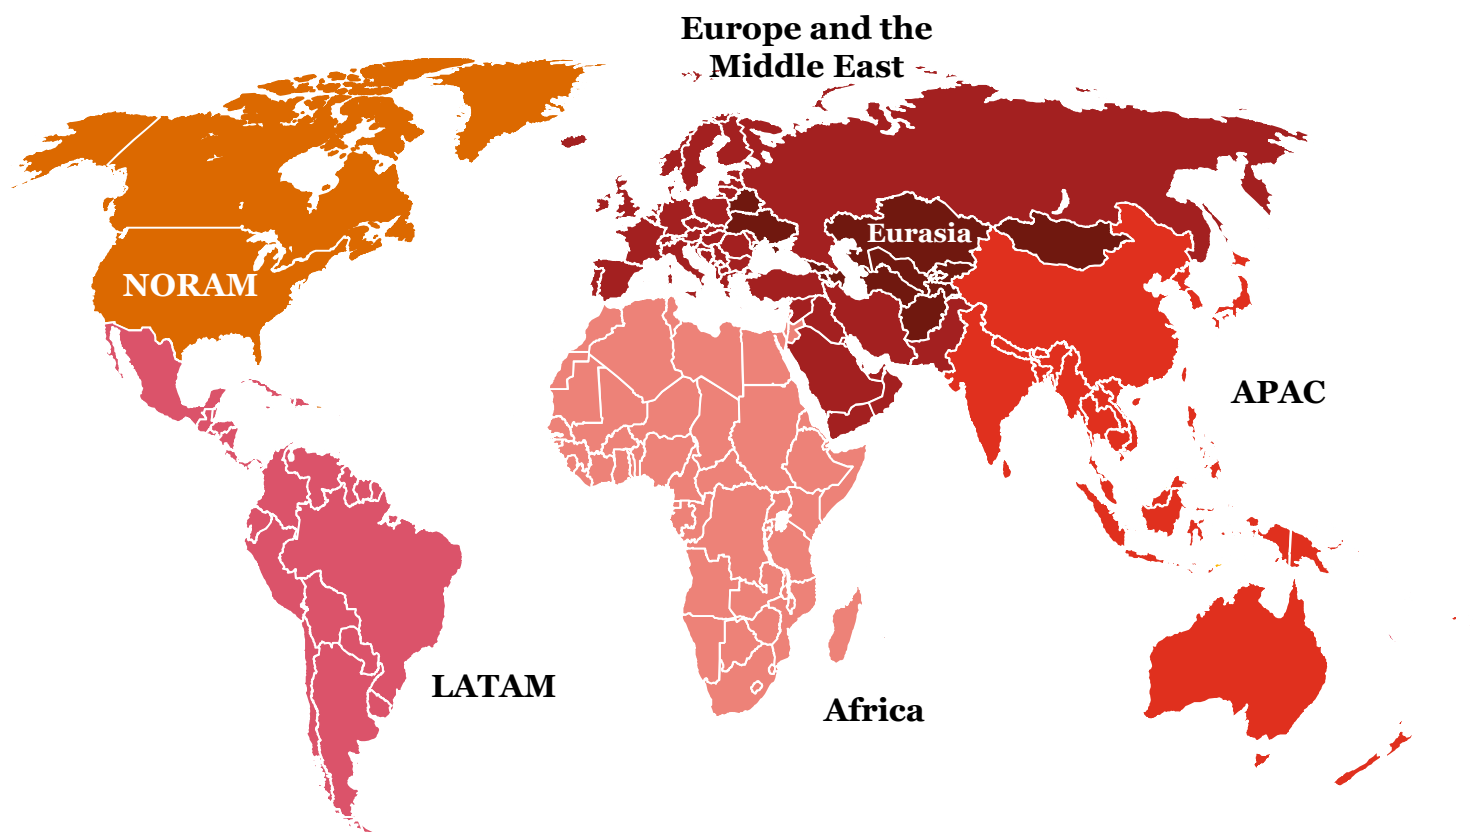 Europe and the
Middle East
Eurasia
NORAM
APAC
LATAM
Africa